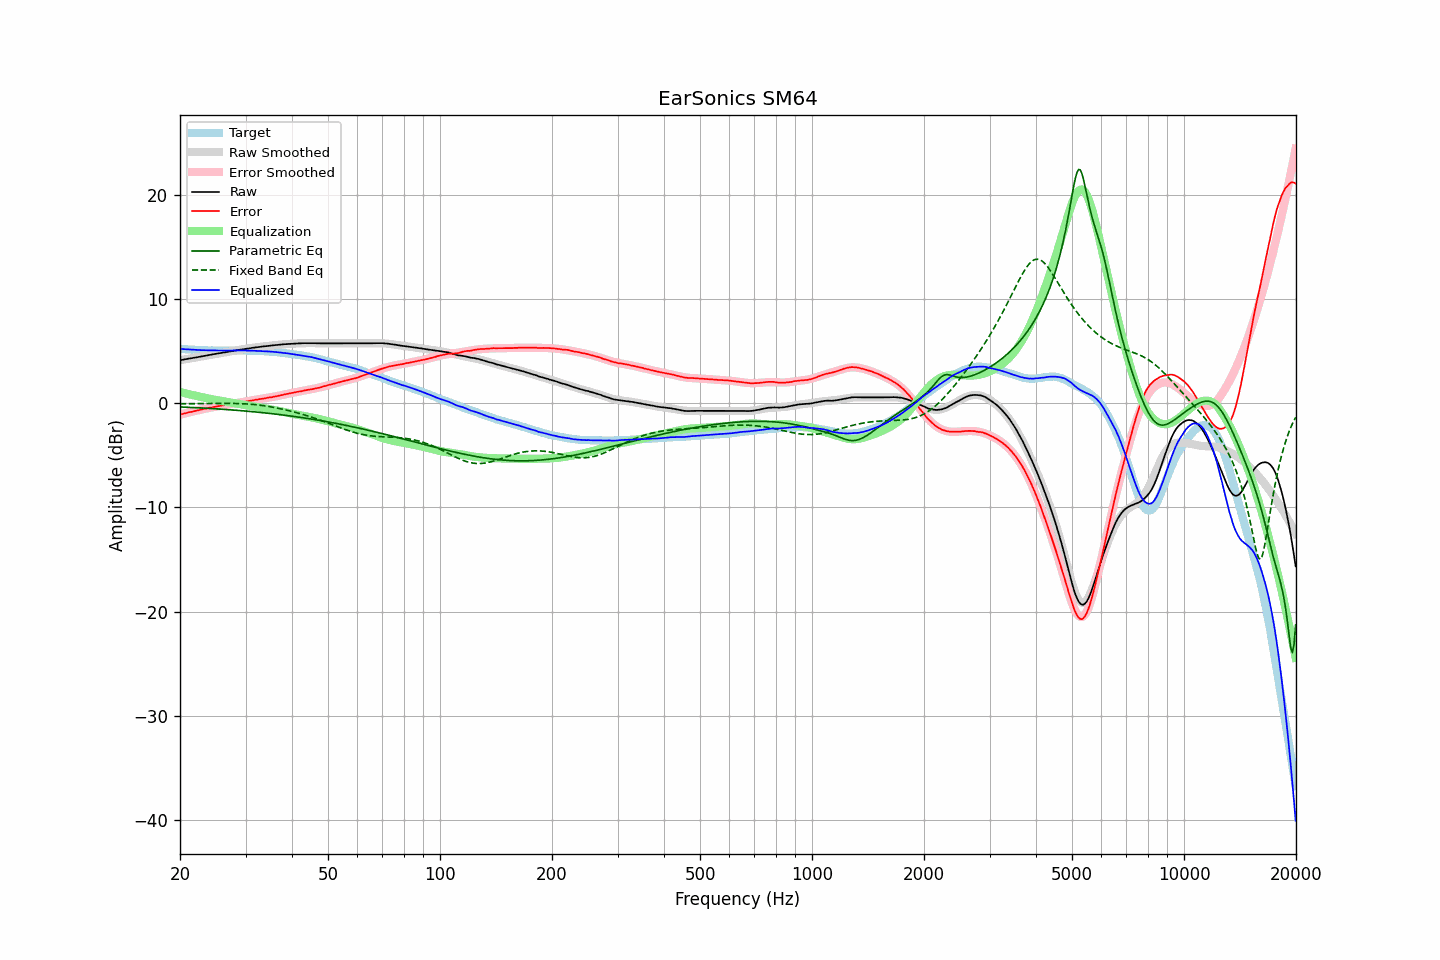 EarSonics SM64
Target
Raw Smoothed
Error Smoothed
Raw
Error
Equalization
Parametric Eq
Fixed Band Eq
Equalized
20
10
0
−10
−20
−30
−40
Amplitude (dBr)
20 50 100 200 500 1000 2000 5000 10000 20000
Frequency (Hz)